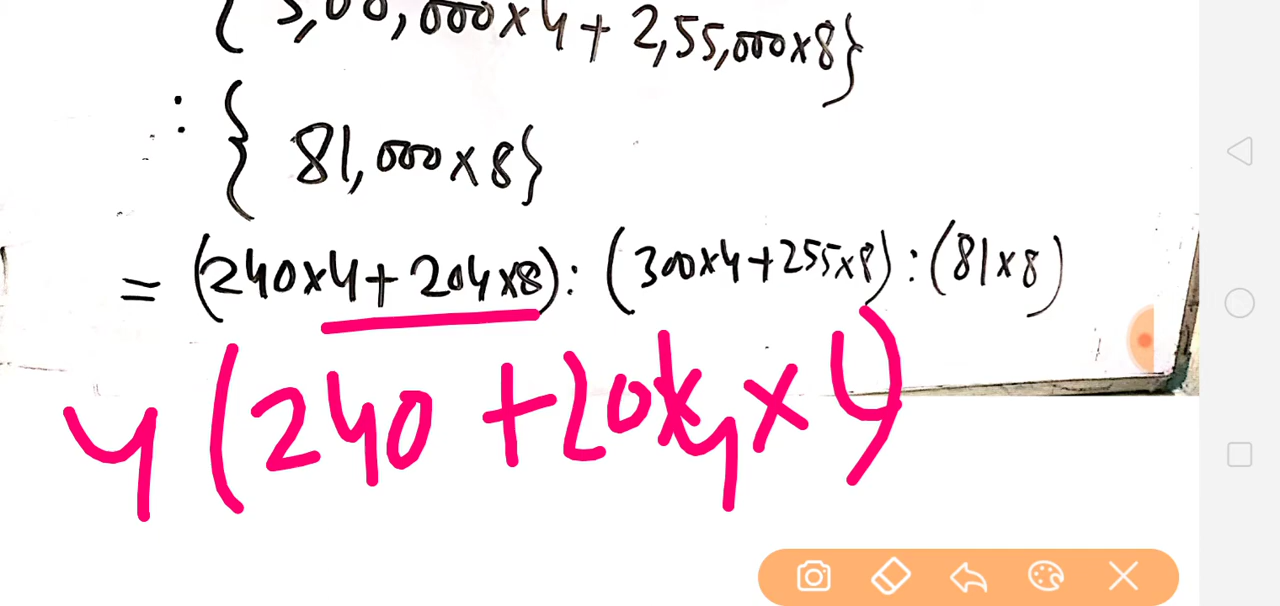 { 3,00,000×4 + 2,55,000×8}
: { 81,000×8}
= (240×4 + 204×8) : (300×4+255×8) : (81×8)
4 (240 + 204 × 4)